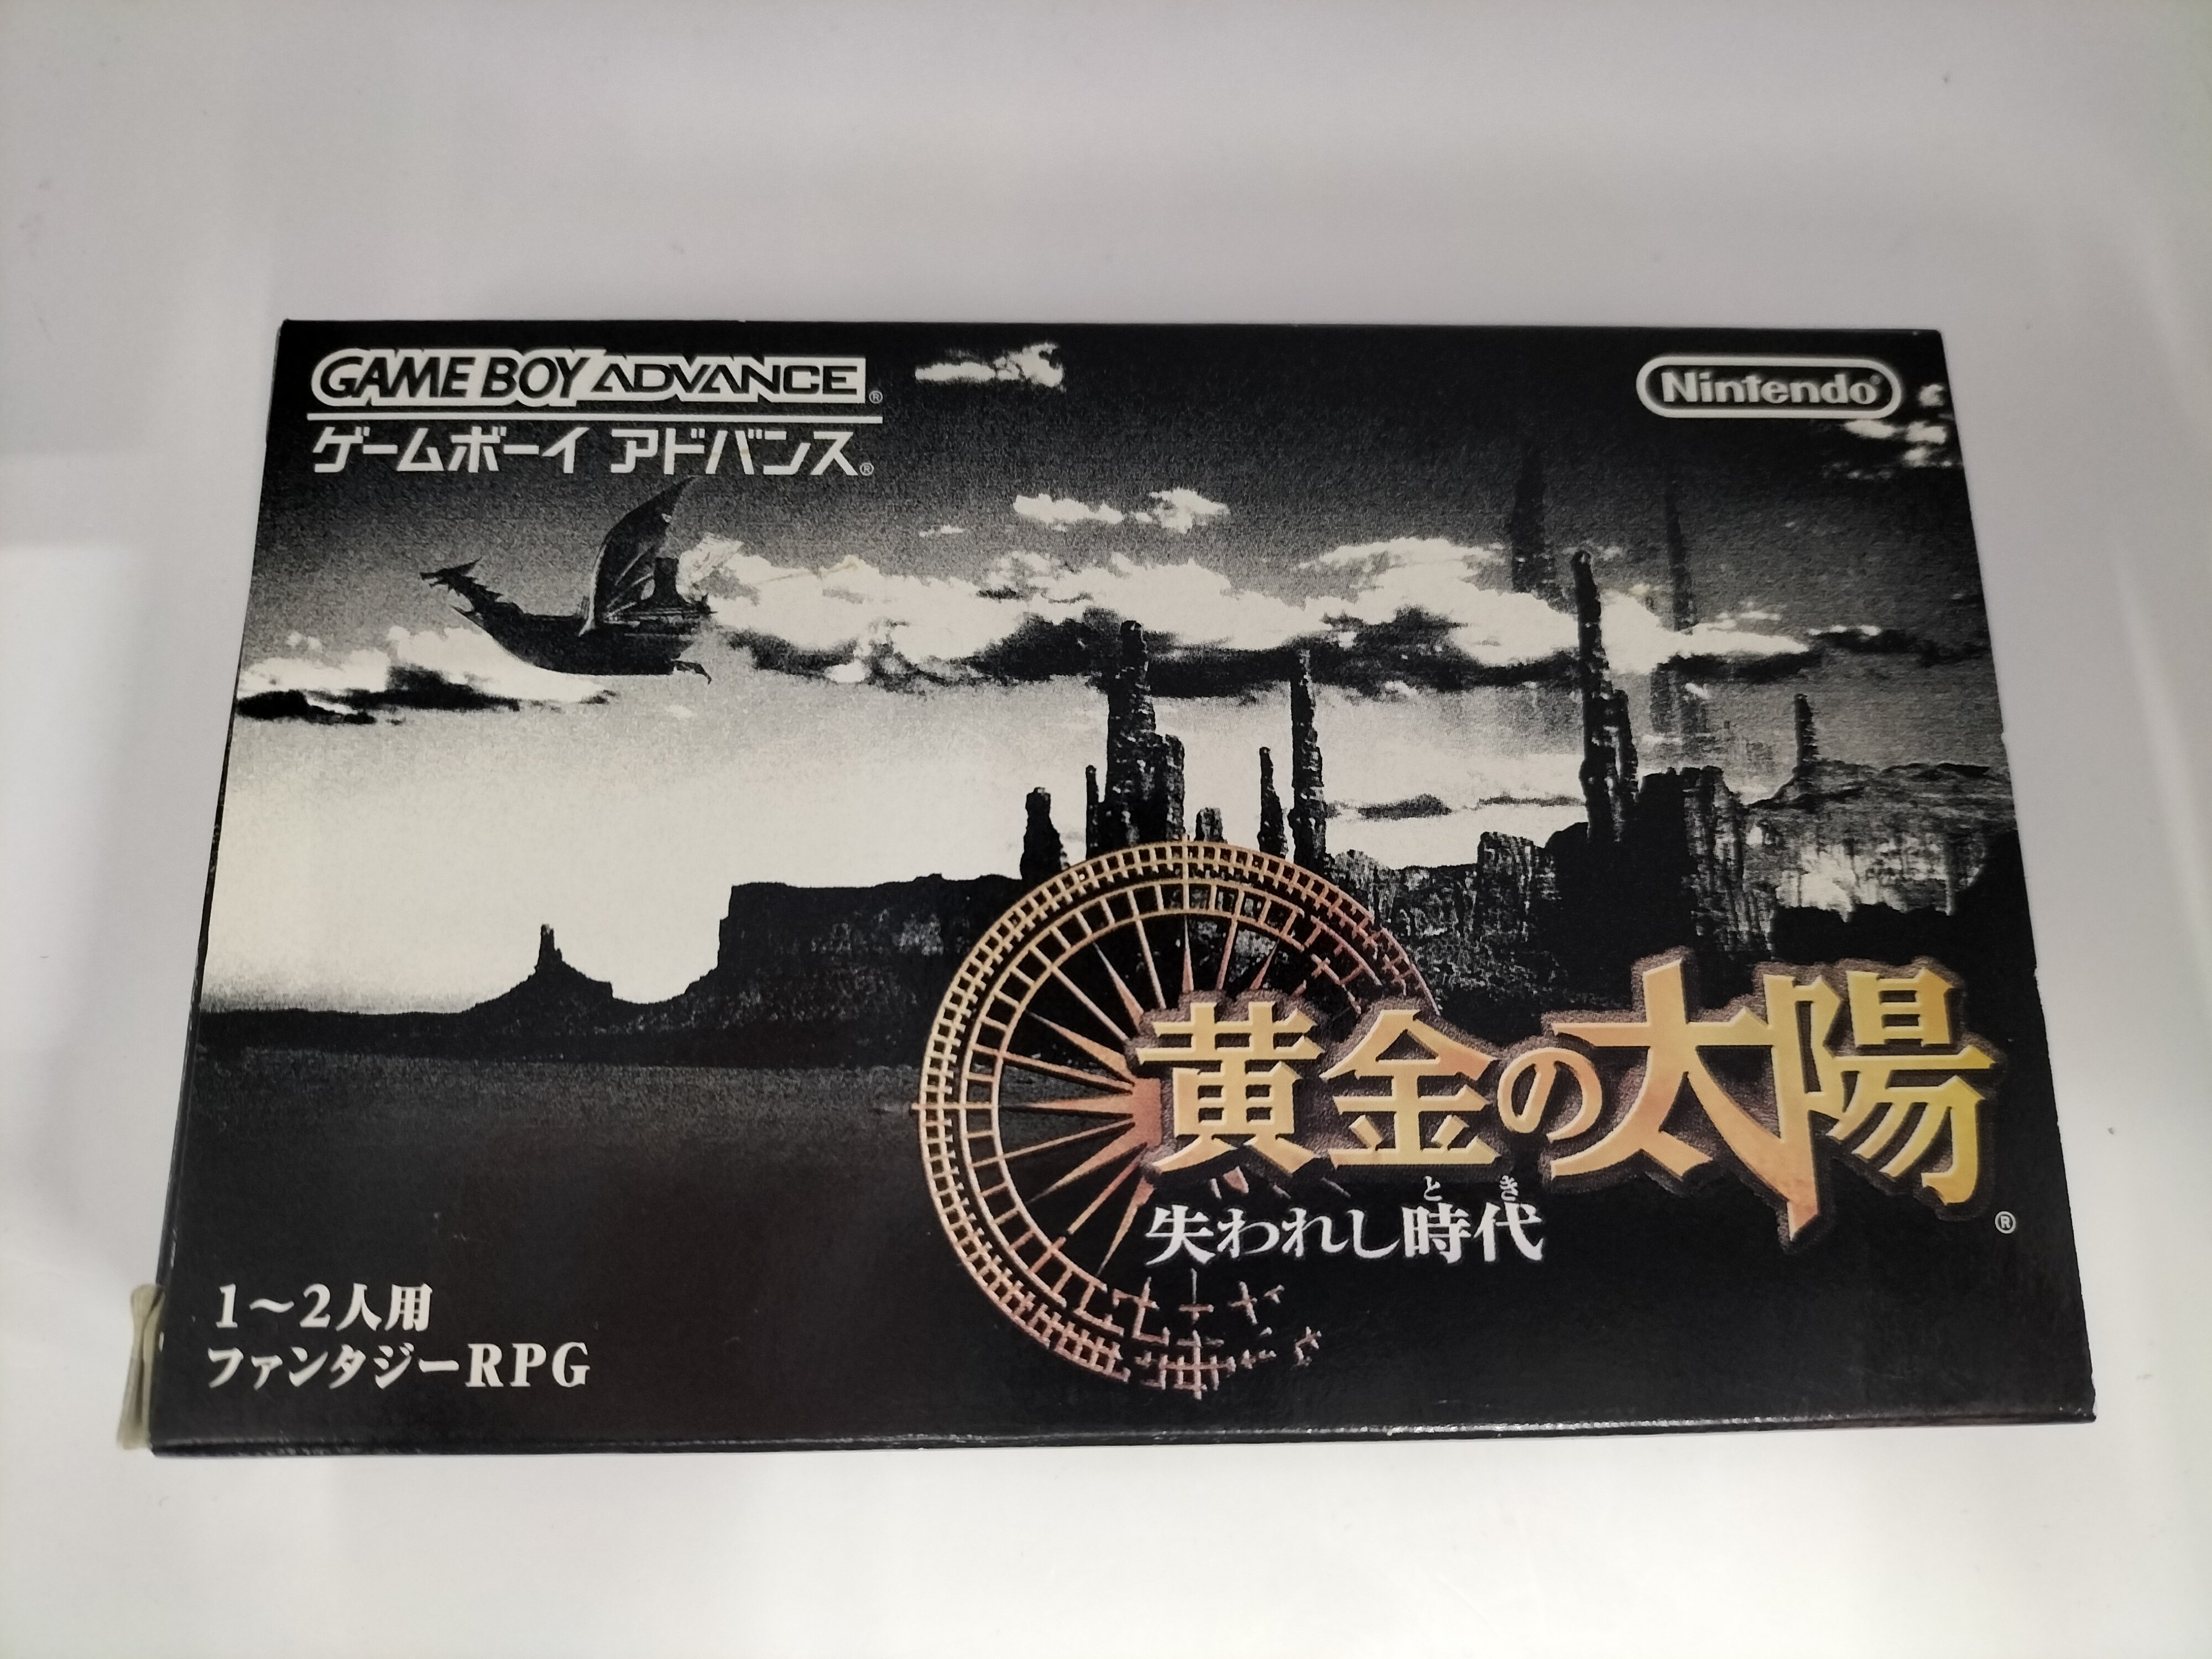 GAME BOY ADVANCE®
ゲームボーイ アドバンス®
Nintendo®
黄金の太陽®
とき
失われし時代
1～2人用
ファンタジーRPG